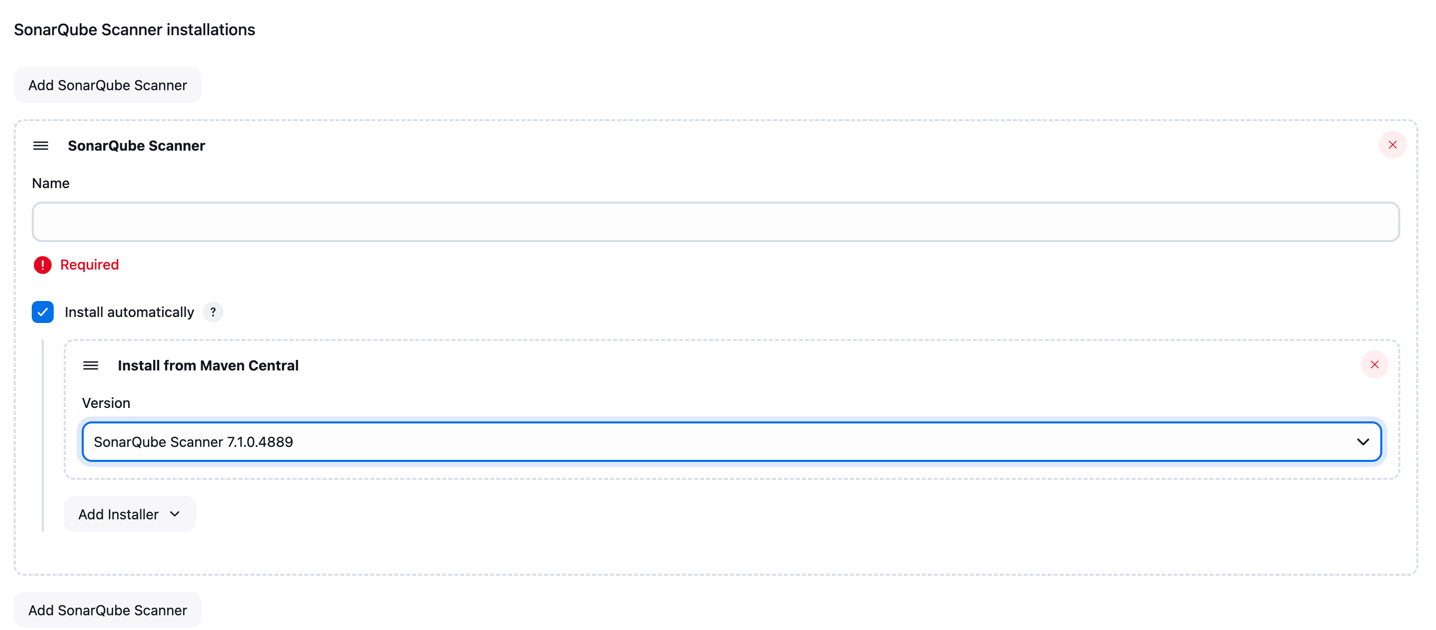 SonarQube Scanner installations
Add SonarQube Scanner
SonarQube Scanner
Name
! Required
Install automatically ?
Install from Maven Central
Version
SonarQube Scanner 7.1.0.4889
Add Installer
Add SonarQube Scanner